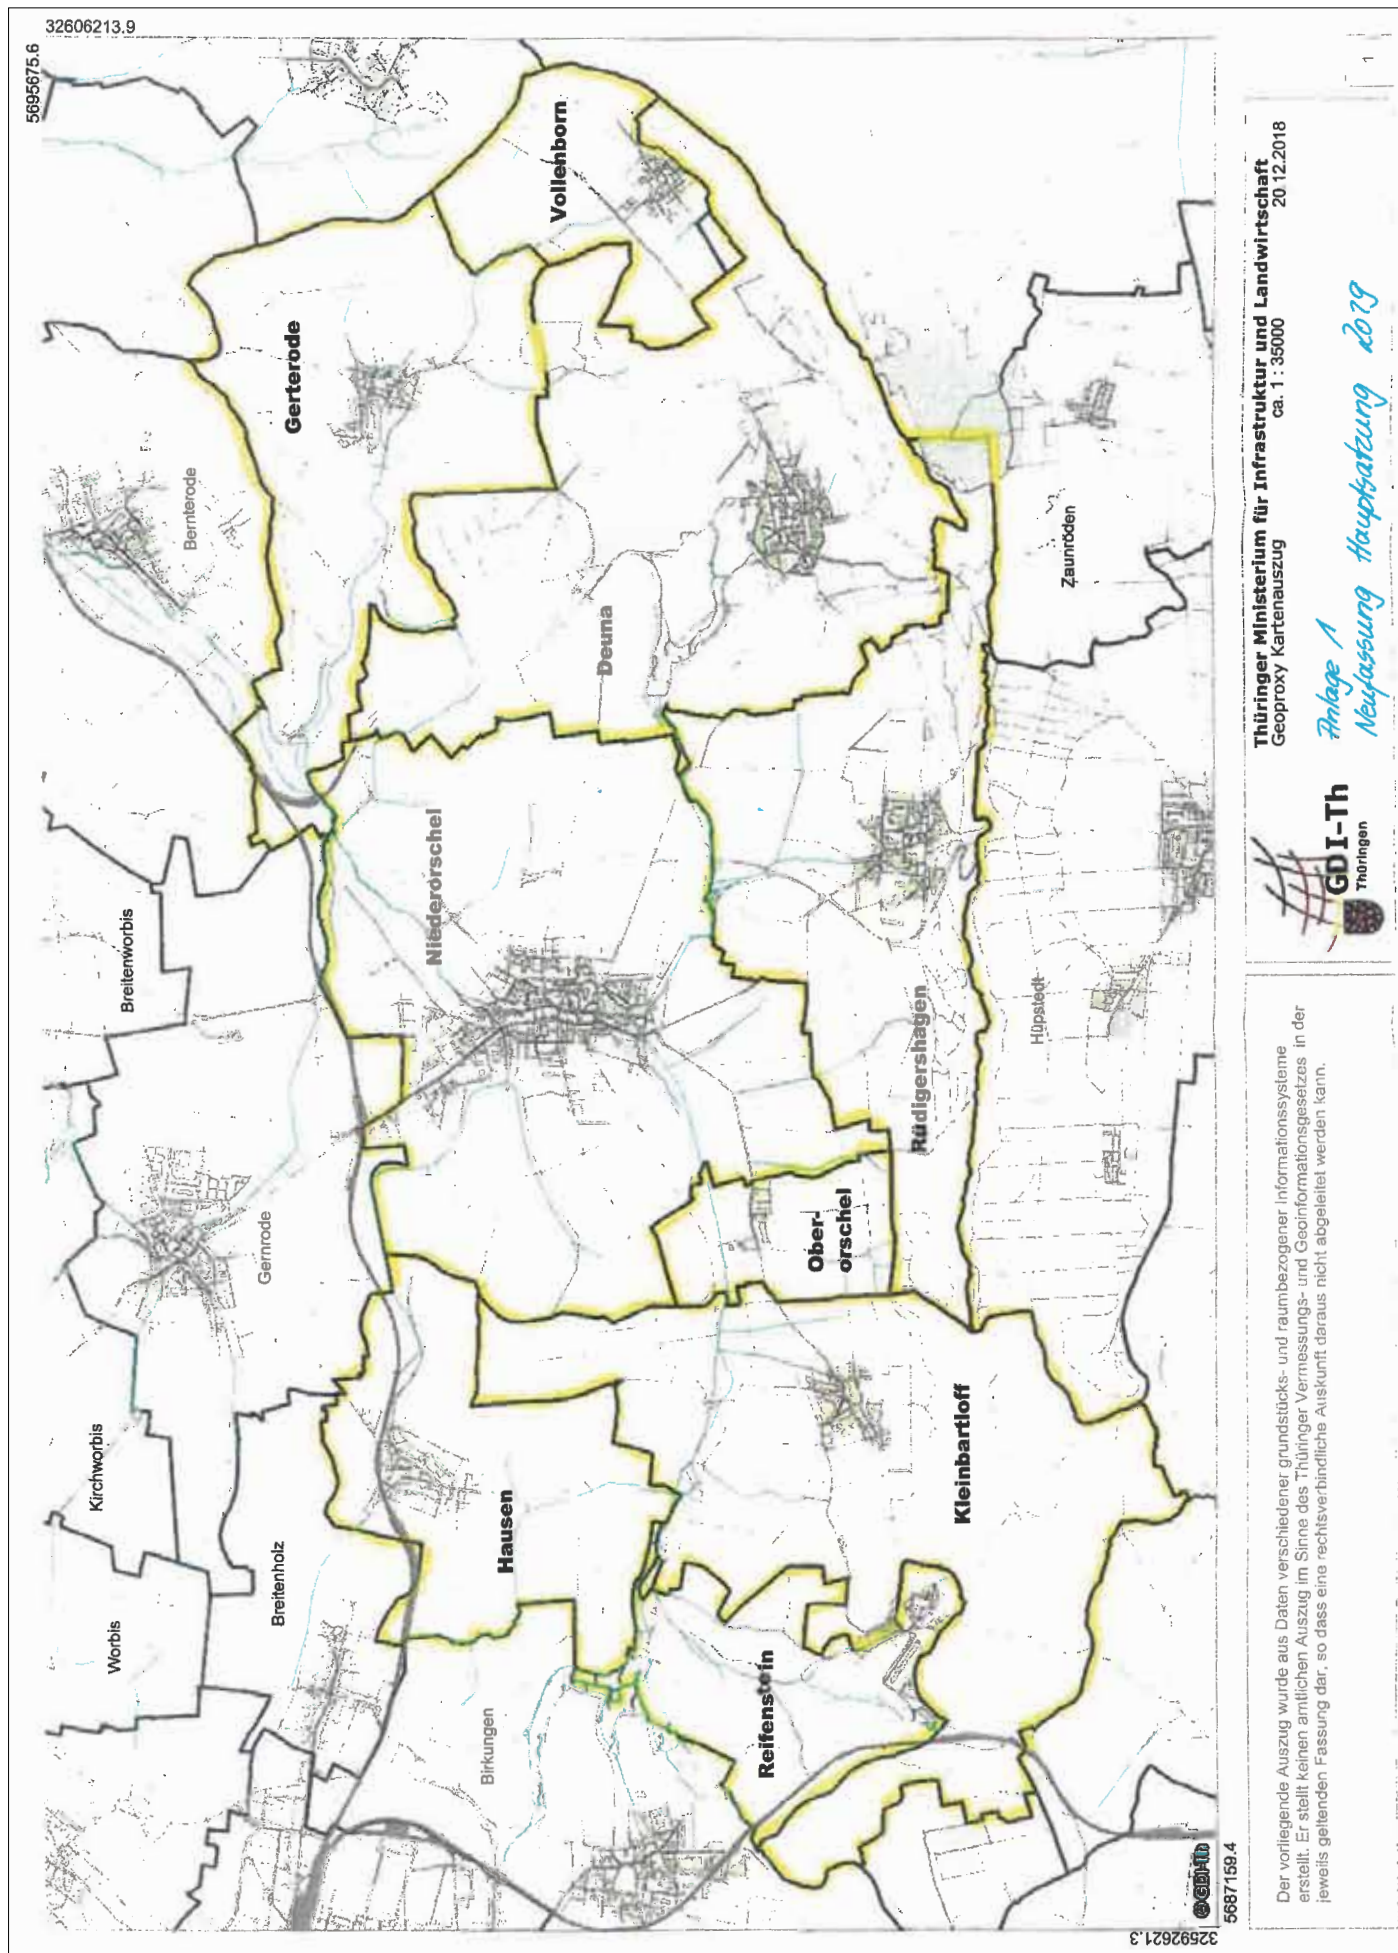 32606213.9
5695675.6
Vollenborn
Gerterode
Bernterode
Zaunröden
Deuna
Niederorschel
Breitenworbis
Rüdigershagen
Hüpstedt
Ober-
orschel
Gernrode
Kleinbartloff
Kirchworbis
Hausen
Breitenholz
Worbis
Reifenstein
Birkungen
©GDI-Th
5687159.4
32592621.3
Thüringer Ministerium für Infrastruktur und Landwirtschaft
Geoproxy Kartenauszug ca. 1 : 35000 20.12.2018
1
Anlage 1
Neufassung Hauptsatzung 2019
GDI-Th
Thüringen
Der vorliegende Auszug wurde aus Daten verschiedener grundstücks- und raumbezogener Informationssysteme
erstellt. Er stellt keinen amtlichen Auszug im Sinne des Thüringer Vermessungs- und Geoinformationsgesetzes in der
jeweils geltenden Fassung dar, so dass eine rechtsverbindliche Auskunft daraus nicht abgeleitet werden kann.